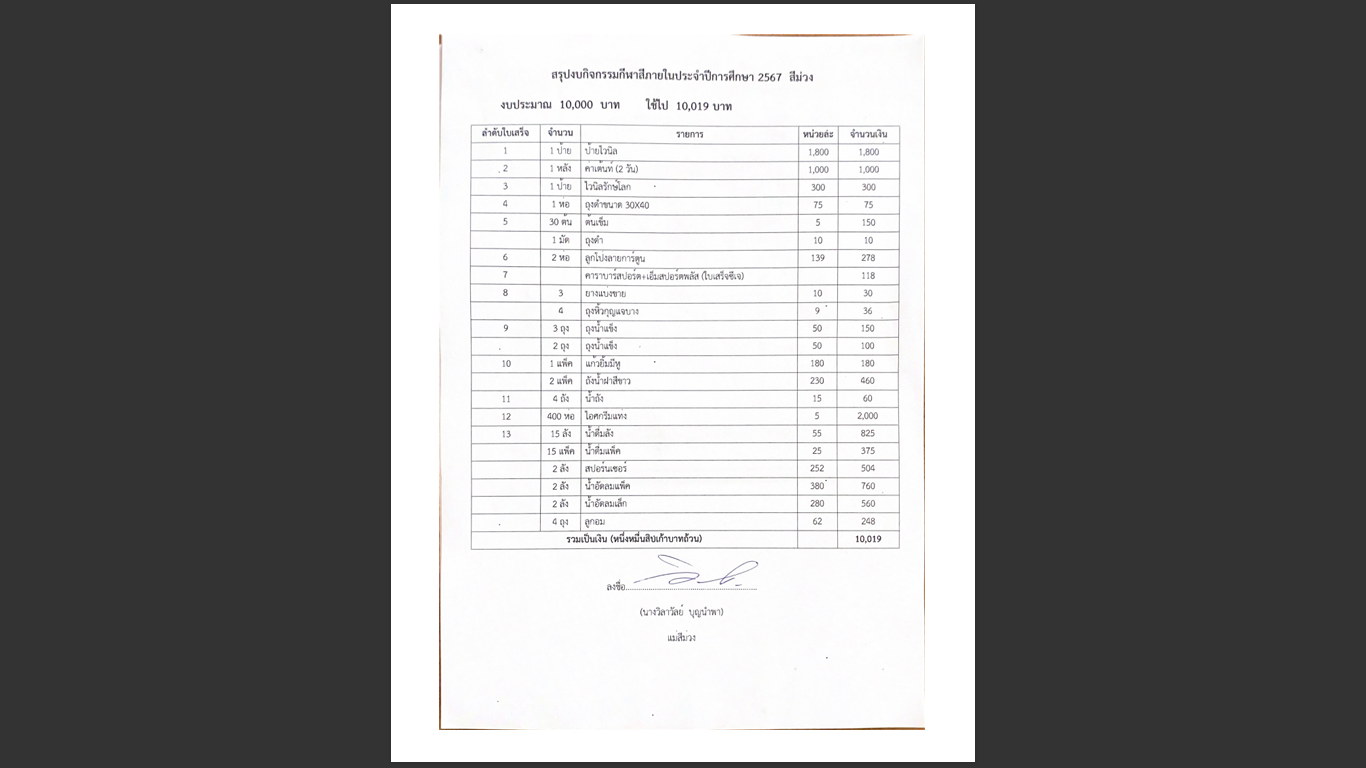 สรุปงบกิจกรรมกีฬาสีภายในประจำปีการศึกษา 2567 สีม่วง
งบประมาณ 10,000 บาท ใช้ไป 10,019 บาท
ลำดับใบเสร็จ จำนวน รายการ หน่วยละ จำนวนเงิน
1 1 ป้าย ป้ายไวนิล 1,800 1,800
2 1 หลัง ค่าเต้นท์ (2 วัน) 1,000 1,000
3 1 ป้าย ไวนิลรักษ์โลก 300 300
4 1 หอ ถุงดำขนาด 30X40 75 75
5 30 ต้น ต้นเข็ม 5 150
1 มัด ถุงดำ 10 10
6 2 ห่อ ลูกโป่งลายการ์ตูน 139 278
7 คาราบาร์สปอร์ต+เอ็มสปอร์ตพลัส (ใบเสร็จซีเจ) 118
8 3 ยางแบ่งขาย 10 30
4 ถุงหิ้วกุญแจบาง 9 36
9 3 ถุง ถุงน้ำแข็ง 50 150
2 ถุง ถุงน้ำแข็ง 50 100
10 1 แพ็ค แก้วยิ้มมีหู 180 180
2 แพ็ค ถังน้ำฝาสีขาว 230 460
11 4 ถัง น้ำถัง 15 60
12 400 ห่อ ไอศกรีมแทง 5 2,000
13 15 ลัง น้ำดื่มลัง 55 825
15 แพ็ค น้ำดื่มแพ็ค 25 375
2 ลัง สปอร์นเซอร์ 252 504
2 ลัง น้ำอัดลมแพ็ค 380 760
2 ลัง น้ำอัดลมเล็ก 280 560
4 ถุง ลูกอม 62 248
รวมเป็นเงิน (หนึ่งหมื่นสิบเก้าบาทถ้วน) 10,019
ลงชื่อ
(นางวิลาวัลย์ บุญนำพา)
แม่สีม่วง